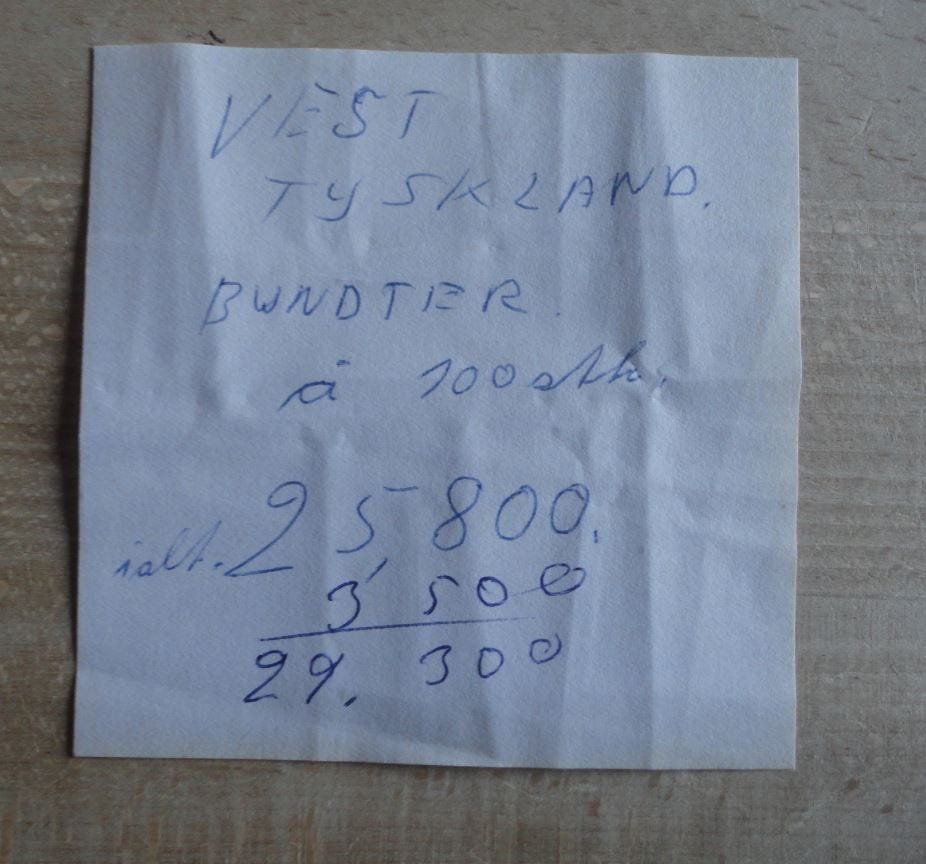 VEST
TYSKLAND.
BUNDTER.
á 100 stk.
ialt. 25,800.
3,500
29.300